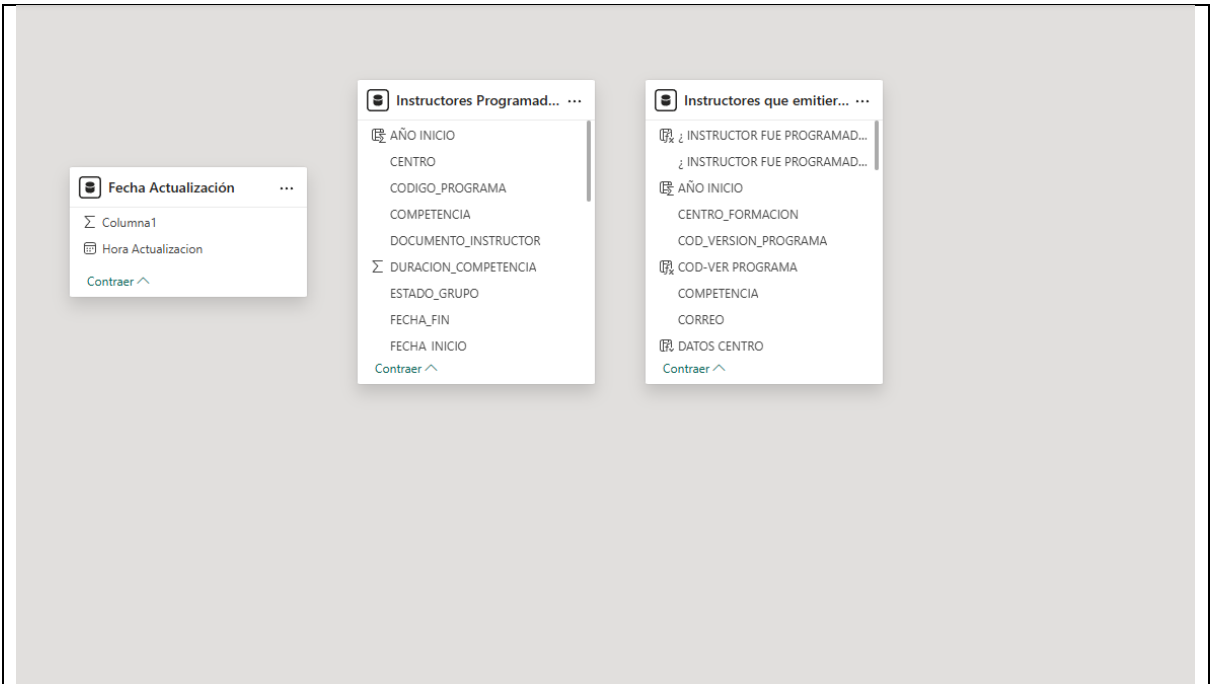 Fecha Actualización
Columna1
Hora Actualizacion
Contraer
Instructores Programad...
AÑO INICIO
CENTRO
CODIGO_PROGRAMA
COMPETENCIA
DOCUMENTO_INSTRUCTOR
DURACION_COMPETENCIA
ESTADO_GRUPO
FECHA_FIN
FECHA INICIO
Contraer
Instructores que emitier...
¿ INSTRUCTOR FUE PROGRAMAD...
¿ INSTRUCTOR FUE PROGRAMAD...
AÑO INICIO
CENTRO_FORMACION
COD_VERSION_PROGRAMA
COD-VER PROGRAMA
COMPETENCIA
CORREO
DATOS CENTRO
Contraer